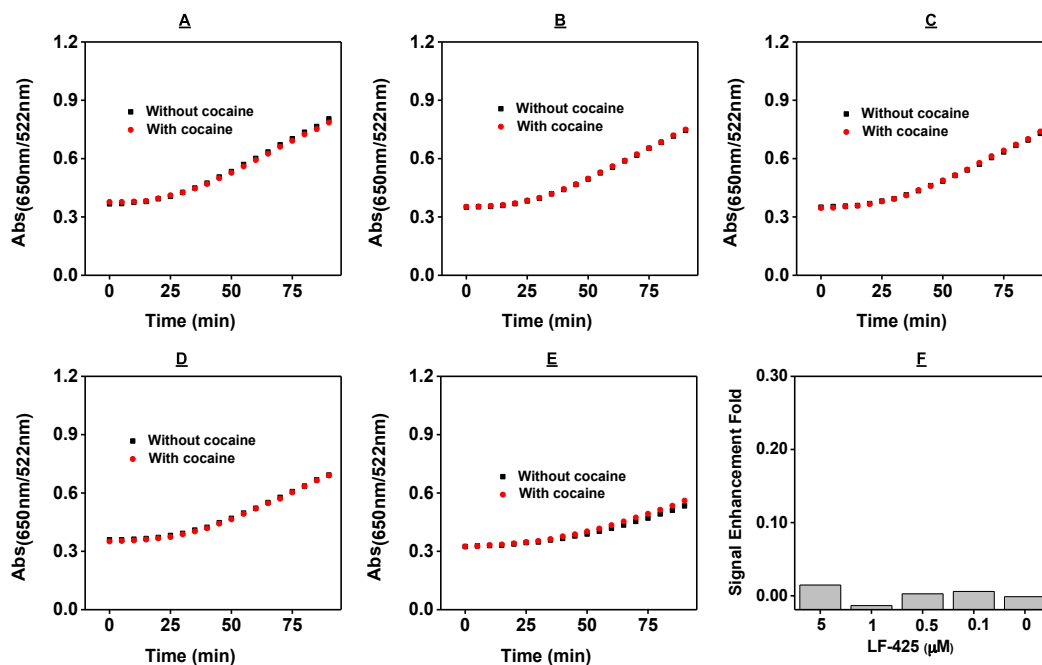 A
1.2
0.9
0.6
0.3
0.0
Abs(650nm/522nm)
Without cocaine
With cocaine
0 25 50 75
Time (min)
B
1.2
0.9
0.6
0.3
0.0
Abs(650nm/522nm)
Without cocaine
With cocaine
0 25 50 75
Time (min)
C
1.2
0.9
0.6
0.3
0.0
Abs(650nm/522nm)
Without cocaine
With cocaine
0 25 50 75
Time (min)
D
1.2
0.9
0.6
0.3
0.0
Abs(650nm/522nm)
Without cocaine
With cocaine
0 25 50 75
Time (min)
E
1.2
0.9
0.6
0.3
0.0
Abs(650nm/522nm)
Without cocaine
With cocaine
0 25 50 75
Time (min)
F
0.30
0.20
0.10
0.00
Signal Enhancement Fold
5 1 0.5 0.1 0
LF-425 (µM)